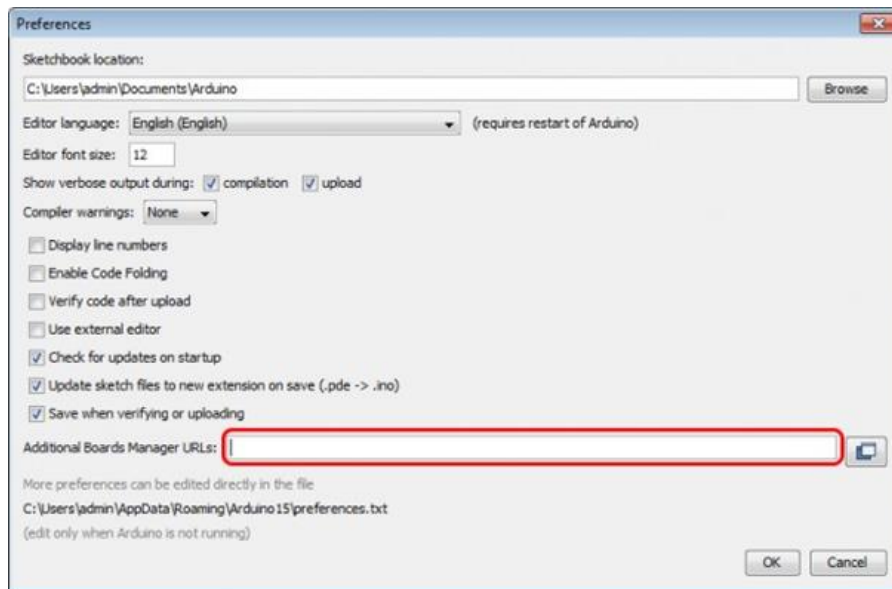 Preferences
Sketchbook location:
C:\Users\admin\Documents\Arduino Browse
Editor language: English (English) (requires restart of Arduino)
Editor font size: 12
Show verbose output during: compilation upload
Compiler warnings: None
Display line numbers
Enable Code Folding
Verify code after upload
Use external editor
Check for updates on startup
Update sketch files to new extension on save (.pde -> .ino)
Save when verifying or uploading
Additional Boards Manager URLs:
More preferences can be edited directly in the file
C:\Users\admin\AppData\Roaming\Arduino15\preferences.txt
(edit only when Arduino is not running)
OK Cancel